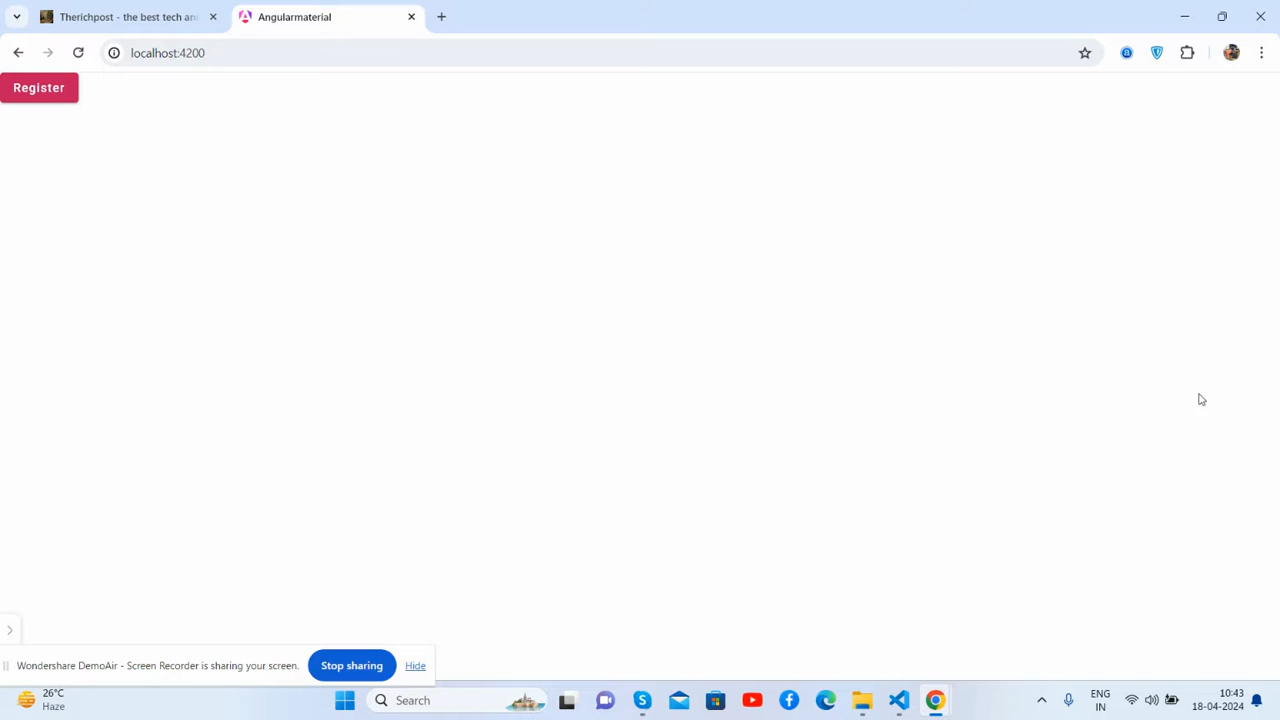 Therichpost - the best tech an
Angularmaterial
localhost:4200
Register
Wondershare DemoAir - Screen Recorder is sharing your screen.
Stop sharing
Hide
26°C
Haze
Search
ENG
IN
10:43
18-04-2024